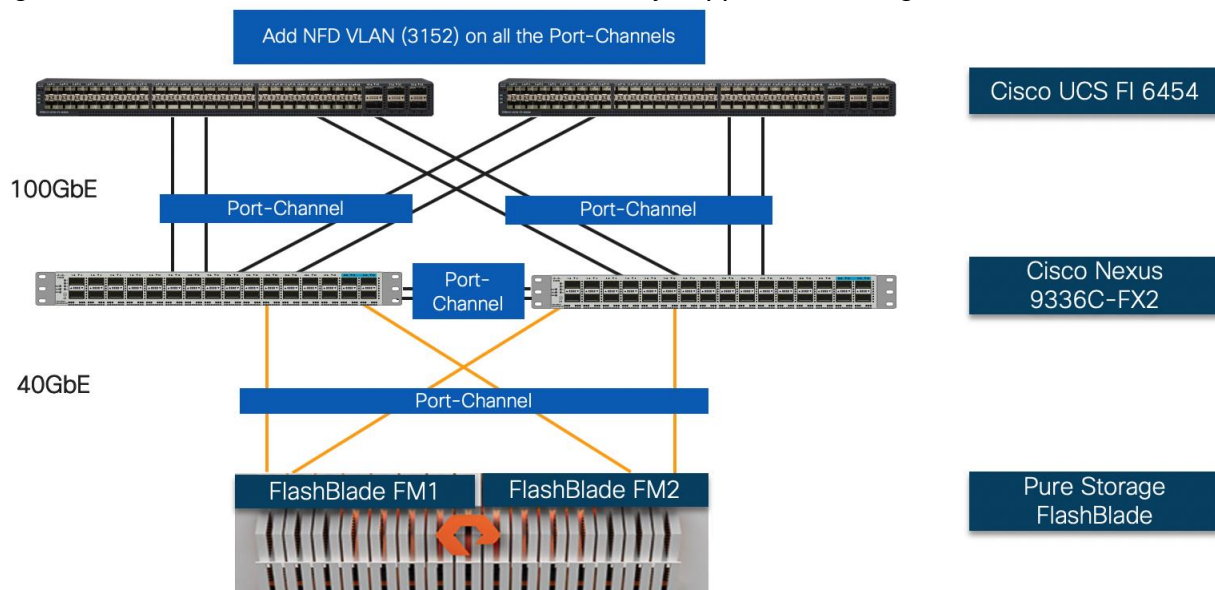 Add NFD VLAN (3152) on all the Port-Channels
Cisco UCS FI 6454
100GbE
Port-Channel
Port-Channel
Port-
Channel
Cisco Nexus
9336C-FX2
40GbE
Port-Channel
FlashBlade FM1
FlashBlade FM2
Pure Storage
FlashBlade